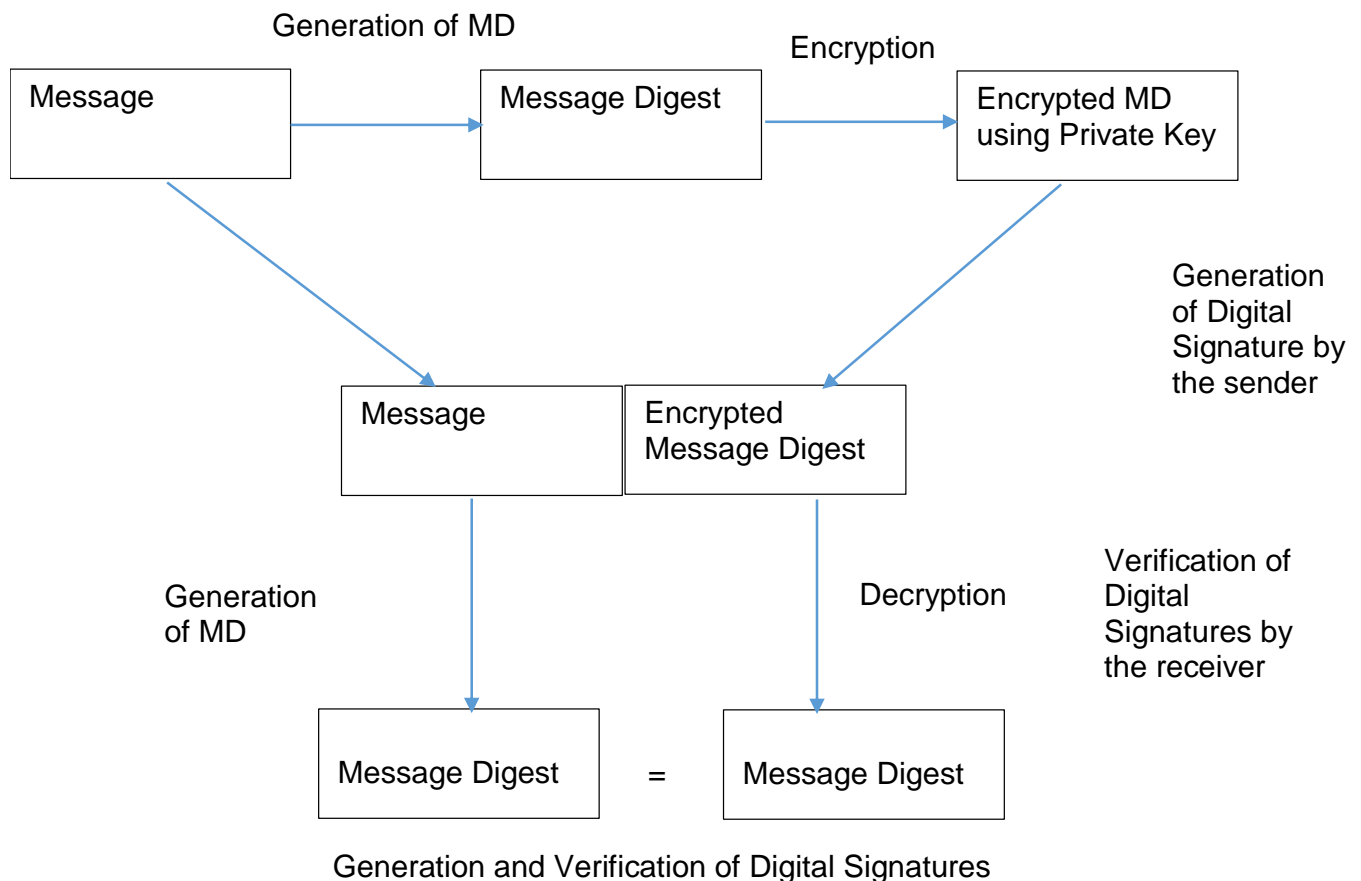 Generation of MD
Encryption
Message
Message Digest
Encrypted MD
using Private Key
Generation
of Digital
Signature by
the sender
Message
Encrypted
Message Digest
Generation
of MD
Decryption
Verification of
Digital
Signatures by
the receiver
Message Digest
=
Message Digest
Generation and Verification of Digital Signatures